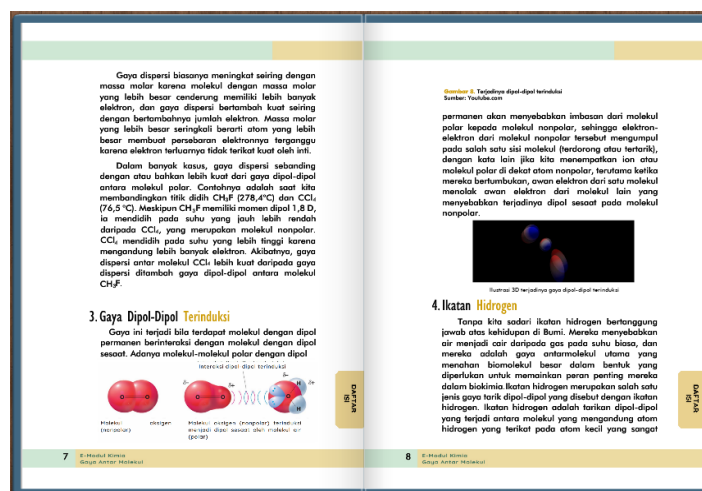 Gaya dispersi biasanya meningkat seiring dengan
massa molar karena molekul dengan massa molar
yang lebih besar cenderung memiliki lebih banyak
elektron, dan gaya dispersi bertambah kuat seiring
dengan bertambahnya jumlah elektron. Massa molar
yang lebih besar seringkali berarti atom yang lebih
besar membuat persebaran elektronnya terganggu
karena elektron terluarnya tidak terikat kuat oleh inti.
Dalam banyak kasus, gaya dispersi sebanding
dengan atau bahkan lebih kuat dari gaya dipol-dipol
antara molekul polar. Contohnya adalah saat kita
membandingkan titik didih CH₃F (278,4°C) dan CCl₄
(76,5 °C). Meskipun CH₃F memiliki momen dipol 1,8 D,
ia mendidih pada suhu yang jauh lebih rendah
daripada CCl₄, yang merupakan molekul nonpolar.
CCl₄ mendidih pada suhu yang lebih tinggi karena
mengandung lebih banyak elektron. Akibatnya, gaya
dispersi antar molekul CCl₄ lebih kuat daripada gaya
dispersi ditambah gaya dipol-dipol antara molekul
CH₃F.
3. Gaya Dipol-Dipol Terinduksi
Gaya ini terjadi bila terdapat molekul dengan dipol
permanen berinteraksi dengan molekul dengan dipol
sesaat. Adanya molekul-molekul polar dengan dipol
Interaksi dipol dipol terinduksi
δ- δ+ δ- δ+
H
H
Molekul oksigen
(nonpolar)
Molekul oksigen (nonpolar) terinduksi
menjadi dipol sesaat oleh molekul air
(polar)
DAFTAR
ISI
7 E-Modul Kimia
Gaya Antar Molekul
Gambar 2. Terjadinya dipol-dipol terinduksi
Sumber: Youtube.com
permanen akan menyebabkan imbasan dari molekul
polar kepada molekul nonpolar, sehingga elektron-
elektron dari molekul nonpolar tersebut mengumpul
pada salah satu sisi molekul (terdorong atau tertarik),
dengan kata lain jika kita menempatkan ion atau
molekul polar di dekat atom nonpolar, terutama ketika
mereka bertumbukan, awan elektron dari satu molekul
menolak awan elektron dari molekul lain yang
menyebabkan terjadinya dipol sesaat pada molekul
nonpolar.
Ilustrasi 3D terjadinya gaya dipol-dipol terinduksi
4. Ikatan Hidrogen
Tanpa kita sadari ikatan hidrogen bertanggung
jawab atas kehidupan di Bumi. Mereka menyebabkan
air menjadi cair daripada gas pada suhu biasa, dan
mereka adalah gaya antarmolekul utama yang
menahan biomolekul besar dalam bentuk yang
diperlukan untuk memainkan peran penting mereka
dalam biokimia.Ikatan hidrogen merupakan salah satu
jenis gaya tarik dipol-dipol yang disebut dengan ikatan
hidrogen. Ikatan hidrogen adalah tarikan dipol-dipol
yang terjadi antara molekul yang mengandung atom
hidrogen yang terikat pada atom kecil yang sangat
DAFTAR
ISI
8 E-Modul Kimia
Gaya Antar Molekul